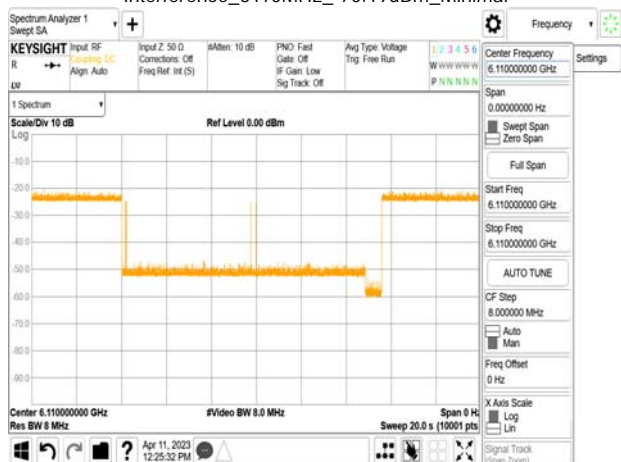 Spectrum Analyzer 1
Swept SA
Frequency
KEYSIGHT
Input: RF
Coupling: DC
Align: Auto
Input Z: 50 Ω
Corrections: Off
Freq Ref: Int (S)
#Atten: 10 dB
PNO: Fast
Gate: Off
IF Gain: Low
Sig Track: Off
Avg Type: Voltage
Trig: Free Run
1 2 3 4 5 6
W W W W W W
P N N N N N
R
LXI
1 Spectrum
Scale/Div 10 dB
Ref Level 0.00 dBm
Log
-10.0
-20.0
-30.0
-40.0
-50.0
-60.0
-70.0
-80.0
-90.0
Center 6.110000000 GHz
Res BW 8 MHz
#Video BW 8.0 MHz
Span 0 Hz
Sweep 20.0 s (10001 pts
Apr 11, 2023
12:25:32 PM
Center Frequency
6.110000000 GHz
Settings
Span
0.00000000 Hz
Swept Span
Zero Span
Full Span
Start Freq
6.110000000 GHz
Stop Freq
6.110000000 GHz
AUTO TUNE
CF Step
8.000000 MHz
Auto
Man
Freq Offset
0 Hz
X Axis Scale
Log
Lin
Signal Track
(Span Zoom)